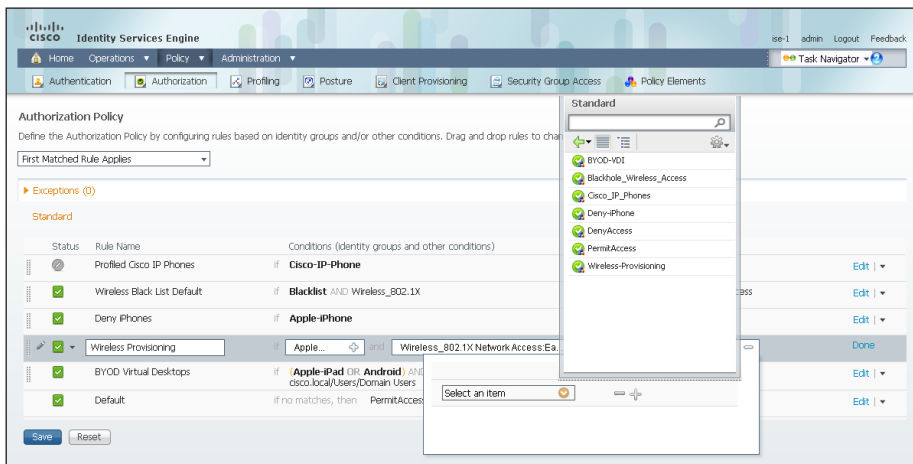 CISCO Identity Services Engine
ise-1 admin Logout Feedback
Home Operations Policy Administration
Task Navigator
Authentication Authorization Profiling Posture Client Provisioning Security Group Access Policy Elements
Authorization Policy
Define the Authorization Policy by configuring rules based on identity groups and/or other conditions. Drag and drop rules to
First Matched Rule Applies
Exceptions (0)
Standard
Status Rule Name Conditions (identity groups and other conditions)
Profiled Cisco IP Phones if Cisco-IP-Phone Edit
Wireless Black List Default if Blacklist AND Wireless_802.1X Edit
Deny iPhones if Apple-iPhone Edit
Wireless Provisioning if Apple... and Wireless_802.1X Network Access:Ea.. Done
BYOD Virtual Desktops if (Apple-iPad OR Android) AND Edit
cisco.local/Users/Domain Users
Default if no matches, then PermitAccess Edit
Save Reset
Standard
BYOD-VDI
Blackhole_Wireless_Access
Cisco_IP_Phones
Deny-iPhone
DenyAccess
PermitAccess
Wireless-Provisioning
Select an item